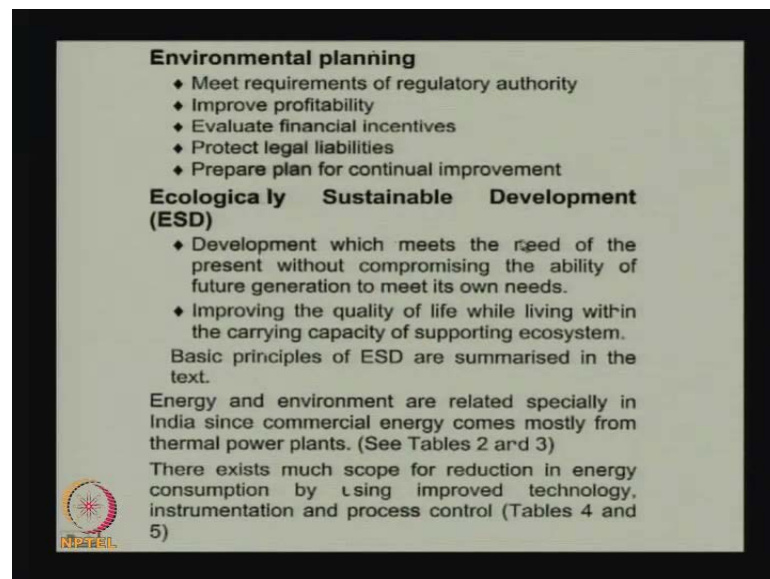 Environmental planning
♦ Meet requirements of regulatory authority
♦ Improve profitability
♦ Evaluate financial incentives
♦ Protect legal liabilities
♦ Prepare plan for continual improvement
Ecologica ly Sustainable Development
(ESD)
♦ Development which meets the need of the
present without compromising the ability of
future generation to meet its own needs.
♦ Improving the quality of life while living within
the carrying capacity of supporting ecosystem.
Basic principles of ESD are summarised in the
text.
Energy and environment are related specially in
India since commercial energy comes mostly from
thermal power plants. (See Tables 2 and 3)
There exists much scope for reduction in energy
consumption by using improved technology,
instrumentation and process control (Tables 4 and
5)
NPTEL